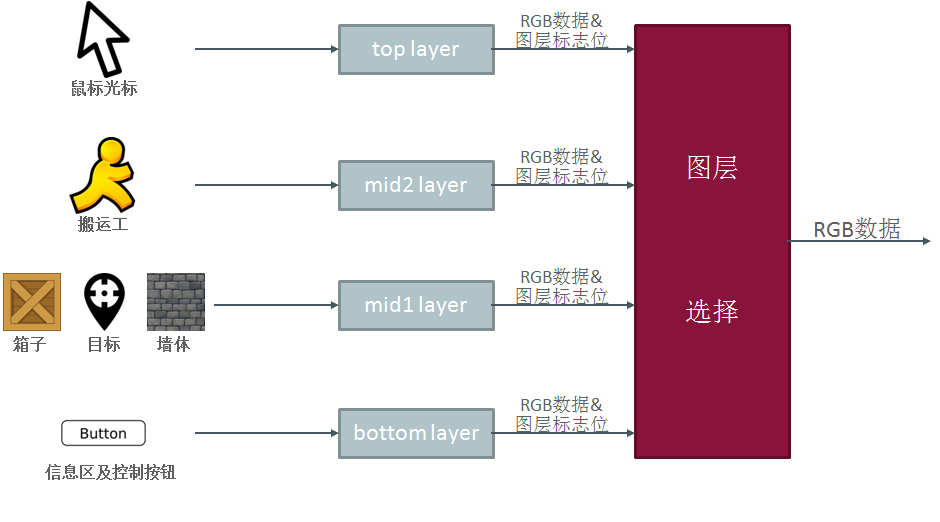 鼠标光标
top layer
RGB数据&
图层标志位
搬运工
mid2 layer
RGB数据&
图层标志位
箱子
目标
墙体
mid1 layer
RGB数据&
图层标志位
Button
信息区及控制按钮
bottom layer
RGB数据&
图层标志位
图层
选择
RGB数据